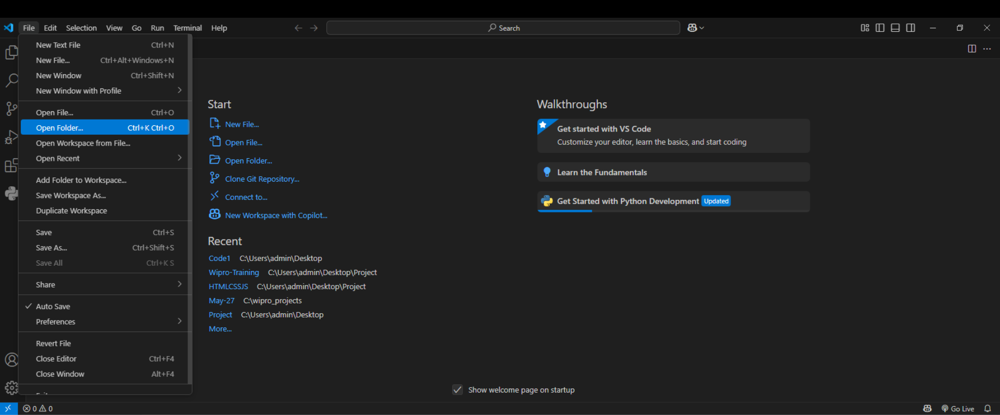 File Edit Selection View Go Run Terminal Help
Search
New Text File Ctrl+N
New File... Ctrl+Alt+Windows+N
New Window Ctrl+Shift+N
New Window with Profile
Open File... Ctrl+O
Open Folder... Ctrl+K Ctrl+O
Open Workspace from File...
Open Recent
Add Folder to Workspace...
Save Workspace As...
Duplicate Workspace
Save Ctrl+S
Save As... Ctrl+Shift+S
Save All Ctrl+K S
Share
Auto Save
Preferences
Revert File
Close Editor Ctrl+F4
Close Window Alt+F4
Start
New File...
Open File...
Open Folder...
Clone Git Repository...
Connect to...
New Workspace with Copilot...
Recent
Code1 C:\Users\admin\Desktop
Wipro-Training C:\Users\admin\Desktop\Project
HTMLCSSJS C:\Users\admin\Desktop\Project
May-27 C:\wipro_projects
Project C:\Users\admin\Desktop
More...
Walkthroughs
Get started with VS Code
Customize your editor, learn the basics, and start coding
Learn the Fundamentals
Get Started with Python Development Updated
Show welcome page on startup
0 0
Go Live